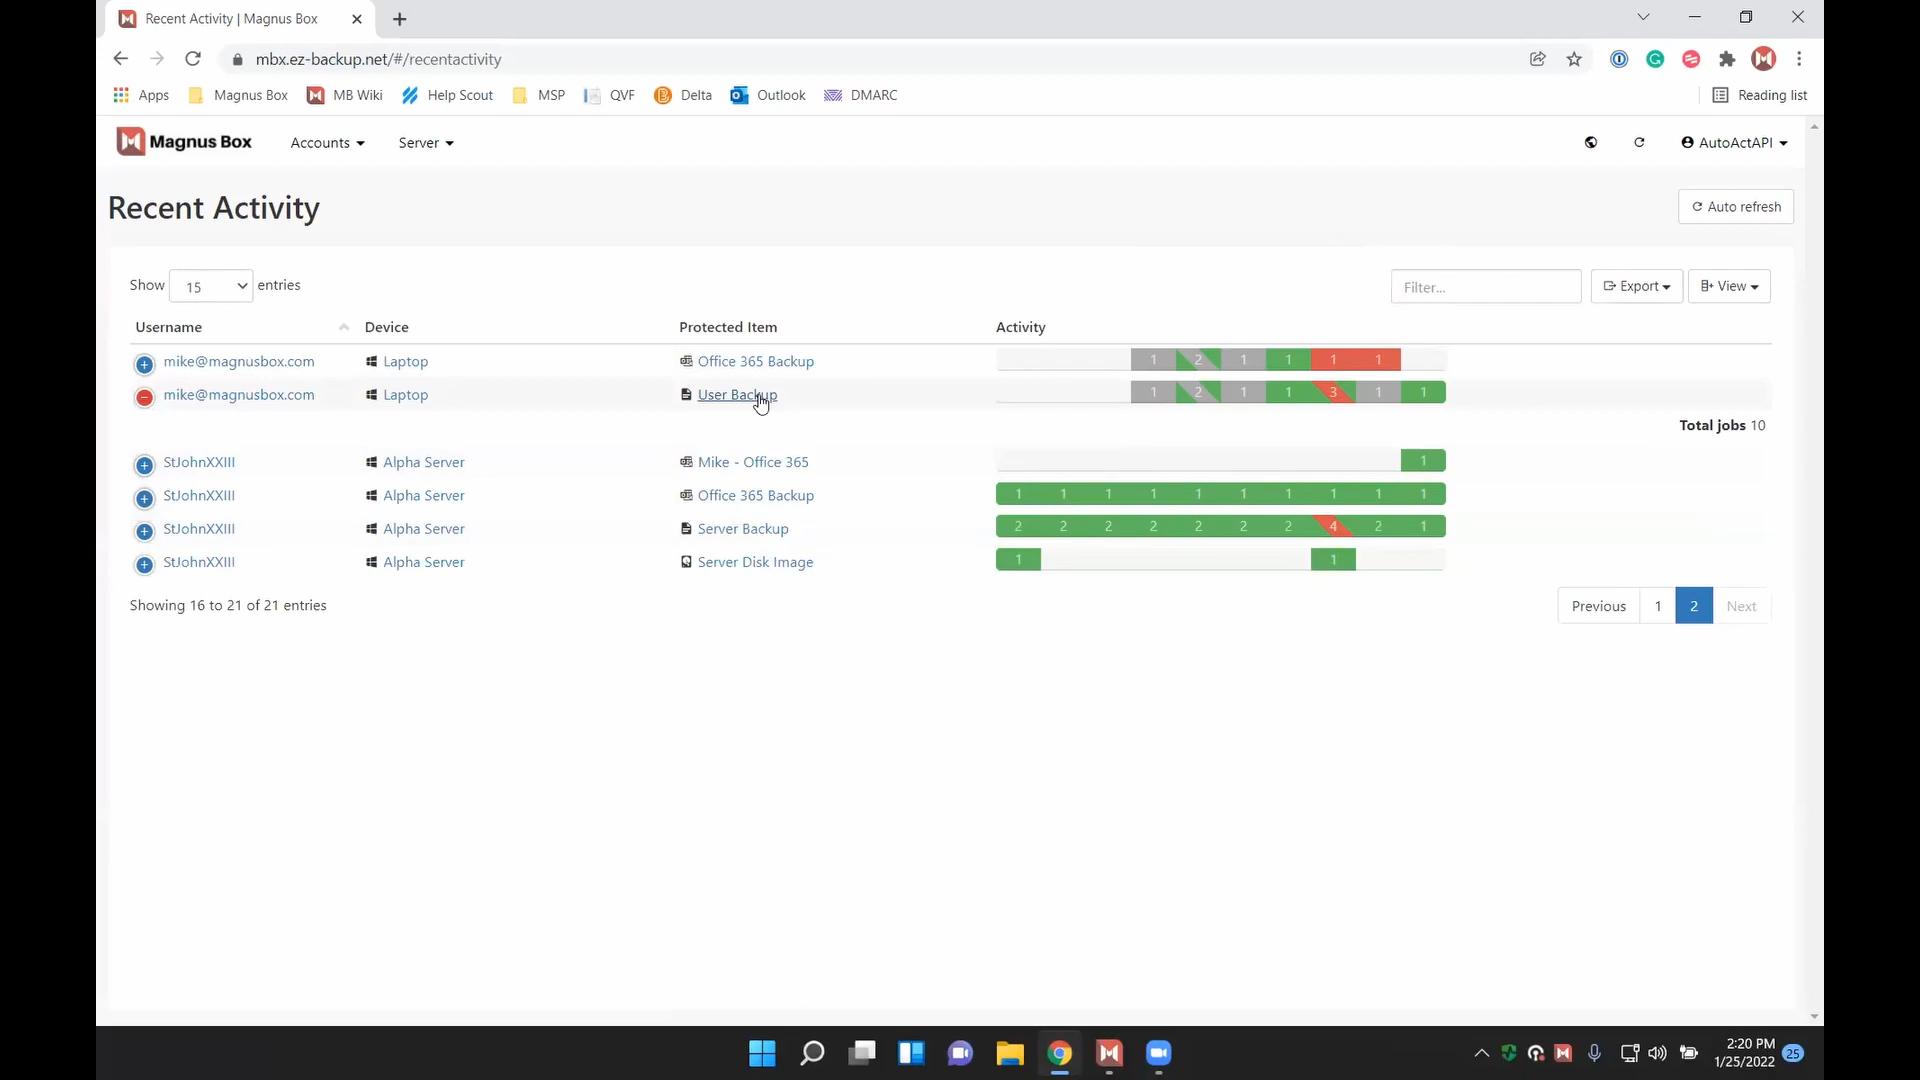 Recent Activity | Magnus Box
mbx.ez-backup.net/#/recentactivity
Apps Magnus Box MB Wiki Help Scout MSP QVF Delta Outlook DMARC Reading list
Magnus Box Accounts Server AutoActAPI
Recent Activity Auto refresh
Show 15 entries Filter... Export View
Username Device Protected Item Activity
mike@magnusbox.com Laptop Office 365 Backup 1 2 1 1 1 1
mike@magnusbox.com Laptop User Backup 1 2 1 1 3 1 1
Total jobs 10
StJohnXXIII Alpha Server Mike - Office 365 1
StJohnXXIII Alpha Server Office 365 Backup 1 1 1 1 1 1 1 1 1 1
StJohnXXIII Alpha Server Server Backup 2 2 2 2 2 2 2 4 2 1
StJohnXXIII Alpha Server Server Disk Image 1 1
Showing 16 to 21 of 21 entries Previous 1 2 Next
2:20 PM
1/25/2022 25